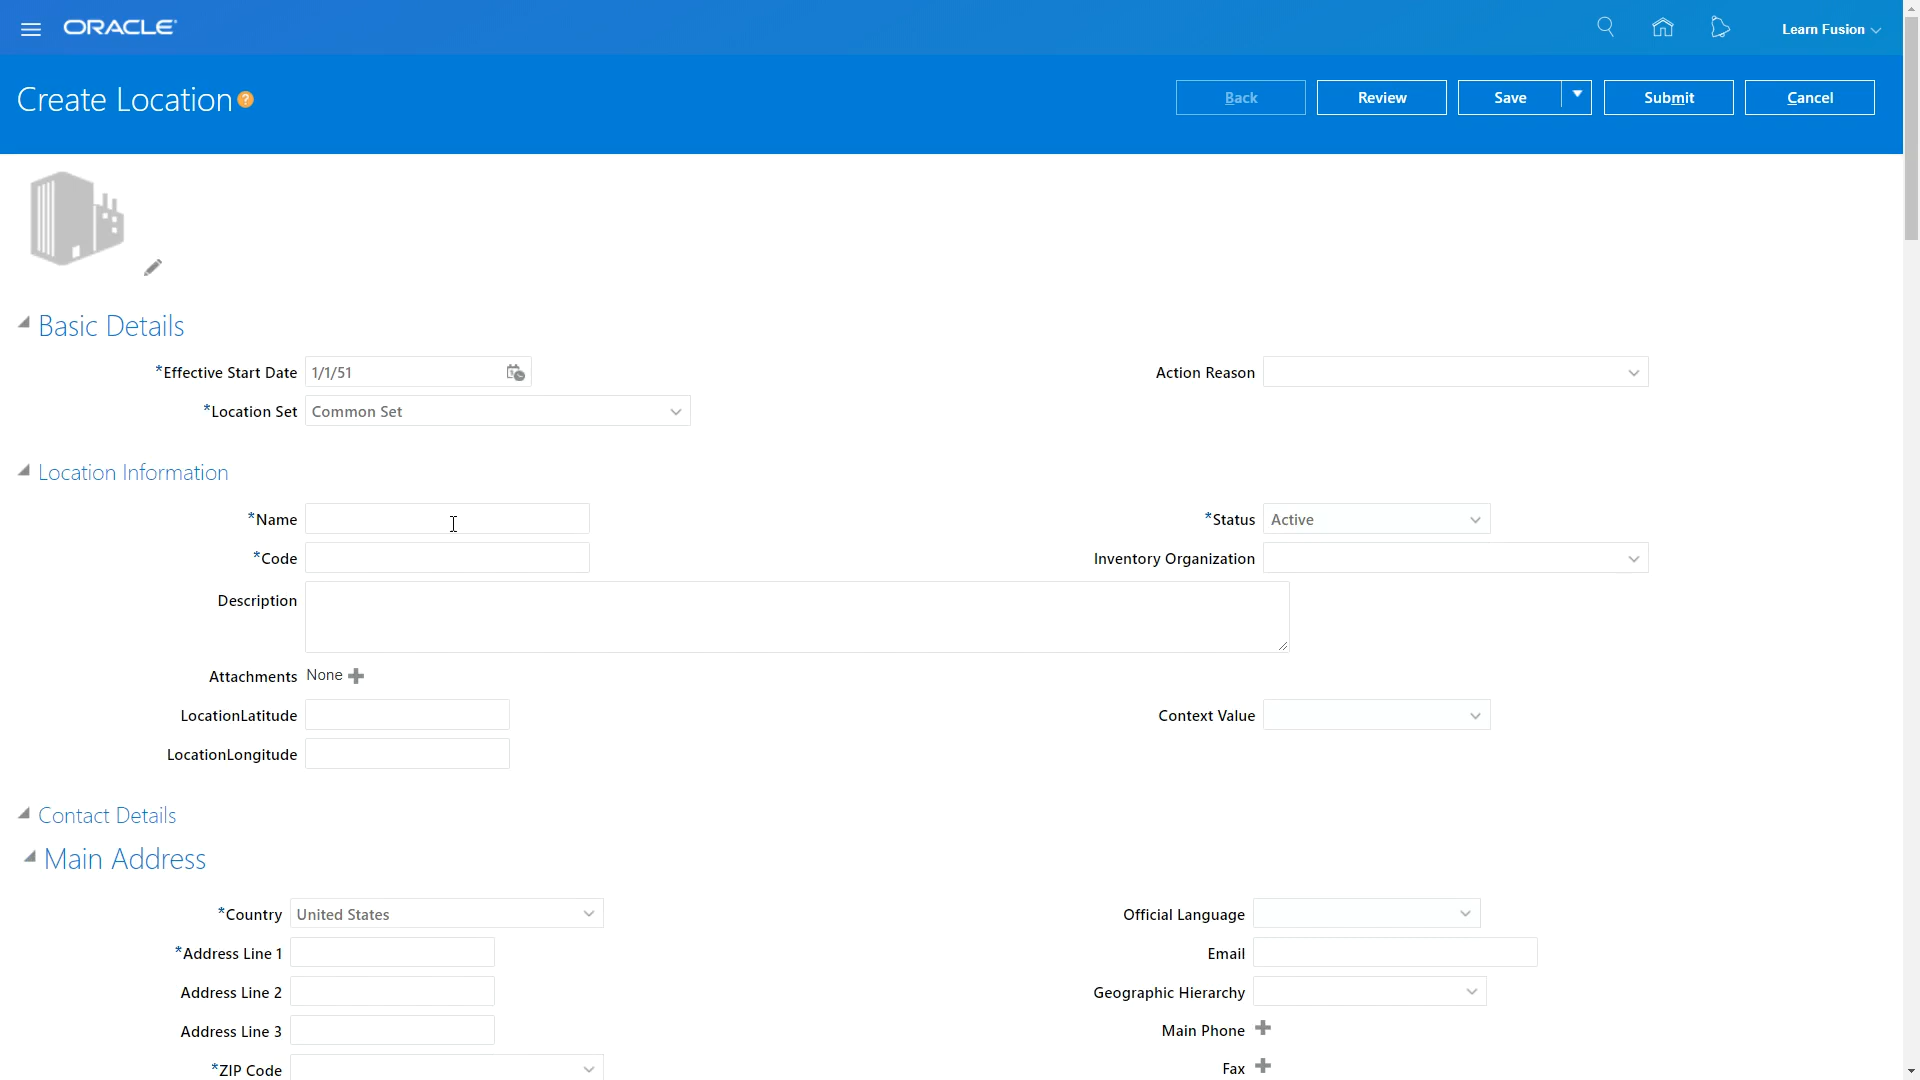 ORACLE
Learn Fusion
Create Location ?
Back Review Save Submit Cancel
Basic Details
*Effective Start Date 1/1/51 Action Reason
*Location Set Common Set
Location Information
*Name *Status Active
*Code Inventory Organization
Description
Attachments None
LocationLatitude Context Value
LocationLongitude
Contact Details
Main Address
*Country United States Official Language
*Address Line 1 Email
Address Line 2 Geographic Hierarchy
Address Line 3 Main Phone
*ZIP Code Fax